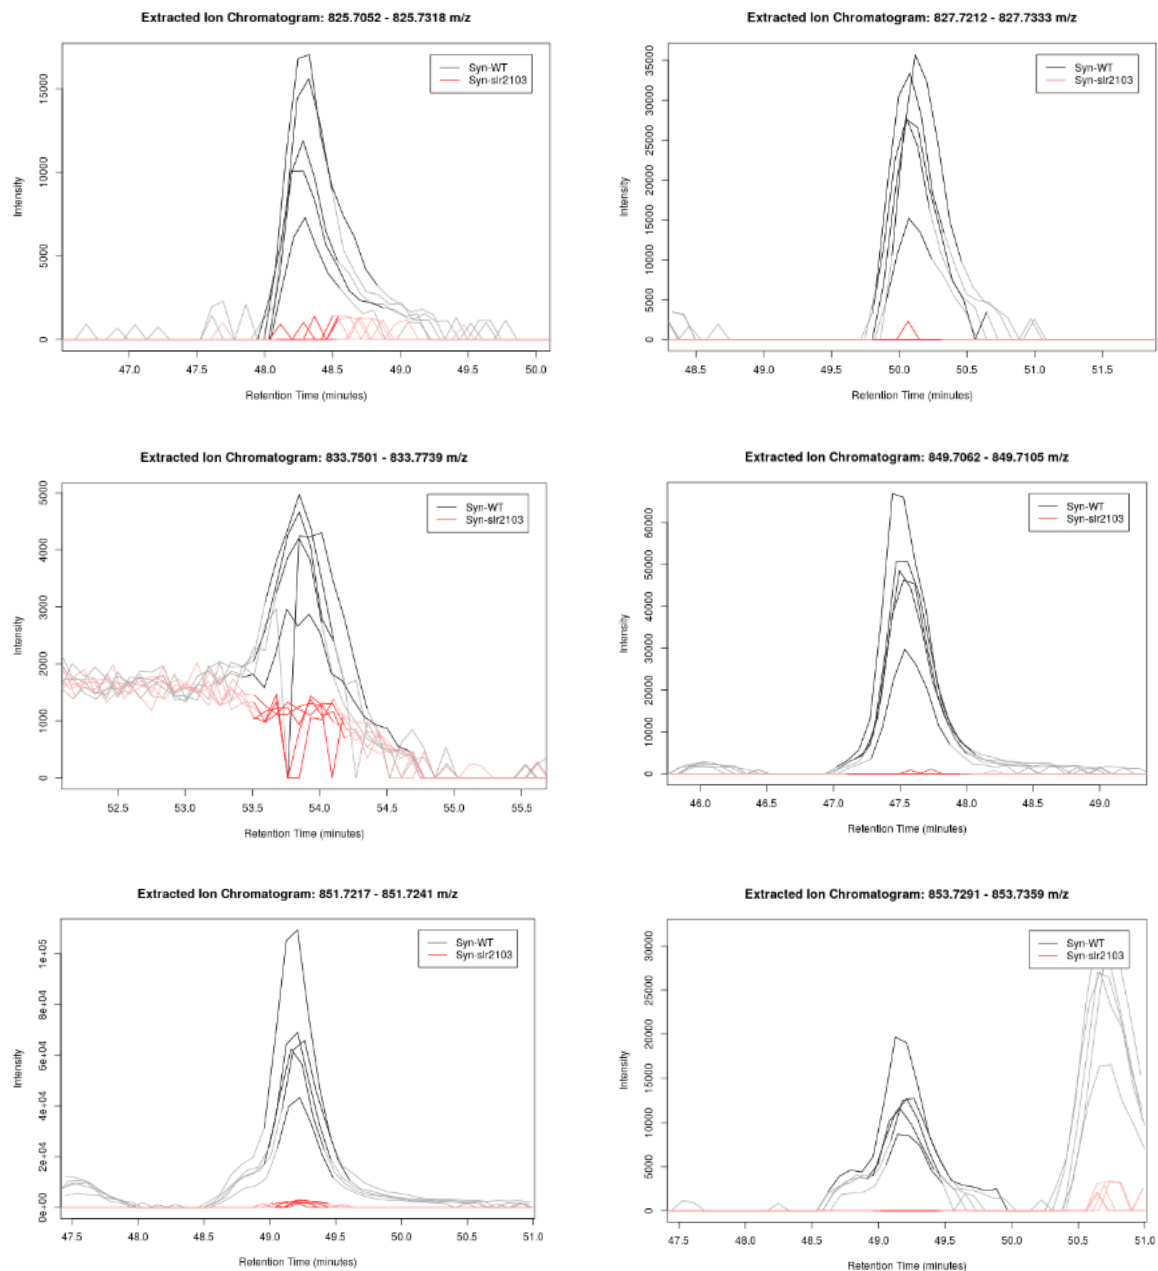 Extracted Ion Chromatogram: 825.7052 - 825.7318 m/z
Intensity
15000
10000
5000
0
Syn-WT
Syn-slr2103
47.0 47.5 48.0 48.5 49.0 49.5 50.0
Retention Time (minutes)
Extracted Ion Chromatogram: 827.7212 - 827.7333 m/z
Intensity
35000
30000
25000
20000
15000
10000
5000
0
Syn-WT
Syn-slr2103
48.5 49.0 49.5 50.0 50.5 51.0 51.5
Retention Time (minutes)
Extracted Ion Chromatogram: 833.7501 - 833.7739 m/z
Intensity
5000
4000
3000
2000
1000
0
Syn-WT
Syn-slr2103
52.5 53.0 53.5 54.0 54.5 55.0 55.5
Retention Time (minutes)
Extracted Ion Chromatogram: 849.7062 - 849.7105 m/z
Intensity
60000
50000
40000
30000
20000
10000
0
Syn-WT
Syn-slr2103
46.0 46.5 47.0 47.5 48.0 48.5 49.0
Retention Time (minutes)
Extracted Ion Chromatogram: 851.7217 - 851.7241 m/z
Intensity
1e+05
8e+04
6e+04
4e+04
2e+04
0e+00
Syn-WT
Syn-slr2103
47.5 48.0 48.5 49.0 49.5 50.0 50.5 51.0
Retention Time (minutes)
Extracted Ion Chromatogram: 853.7291 - 853.7359 m/z
Intensity
30000
25000
20000
15000
10000
5000
0
Syn-WT
Syn-slr2103
47.5 48.0 48.5 49.0 49.5 50.0 50.5 51.0
Retention Time (minutes)